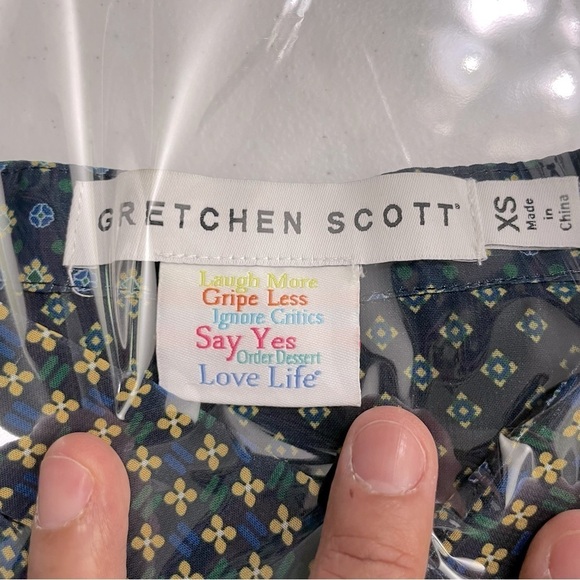 GRETCHEN SCOTT
XS
Made
in
China
Laugh More
Gripe Less
Ignore Critics
Say Yes
Order Dessert
Love Life®